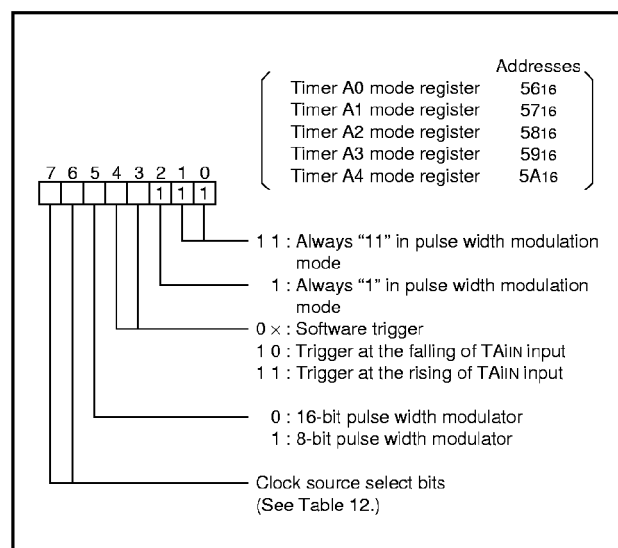 Addresses
Timer A0 mode register 5616
Timer A1 mode register 5716
Timer A2 mode register 5816
Timer A3 mode register 5916
Timer A4 mode register 5A16
7 6 5 4 3 2 1 0
1 1 1
1 1 : Always “11” in pulse width modulation
mode
1 : Always “1” in pulse width modulation
mode
0 × : Software trigger
1 0 : Trigger at the falling of TAiIN input
1 1 : Trigger at the rising of TAiIN input
0 : 16-bit pulse width modulator
1 : 8-bit pulse width modulator
Clock source select bits
(See Table 12.)